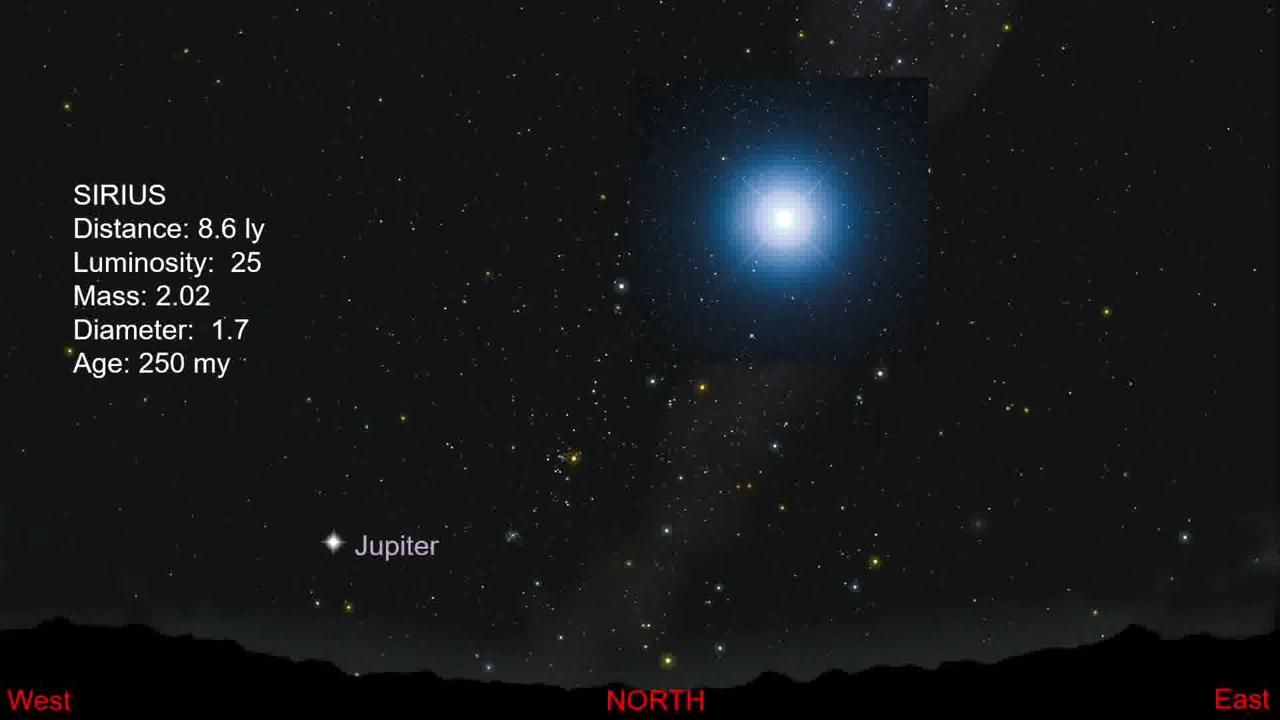 SIRIUS
Distance: 8.6 ly
Luminosity:  25
Mass: 2.02
Diameter:  1.7
Age: 250 my
Jupiter
West
NORTH
East